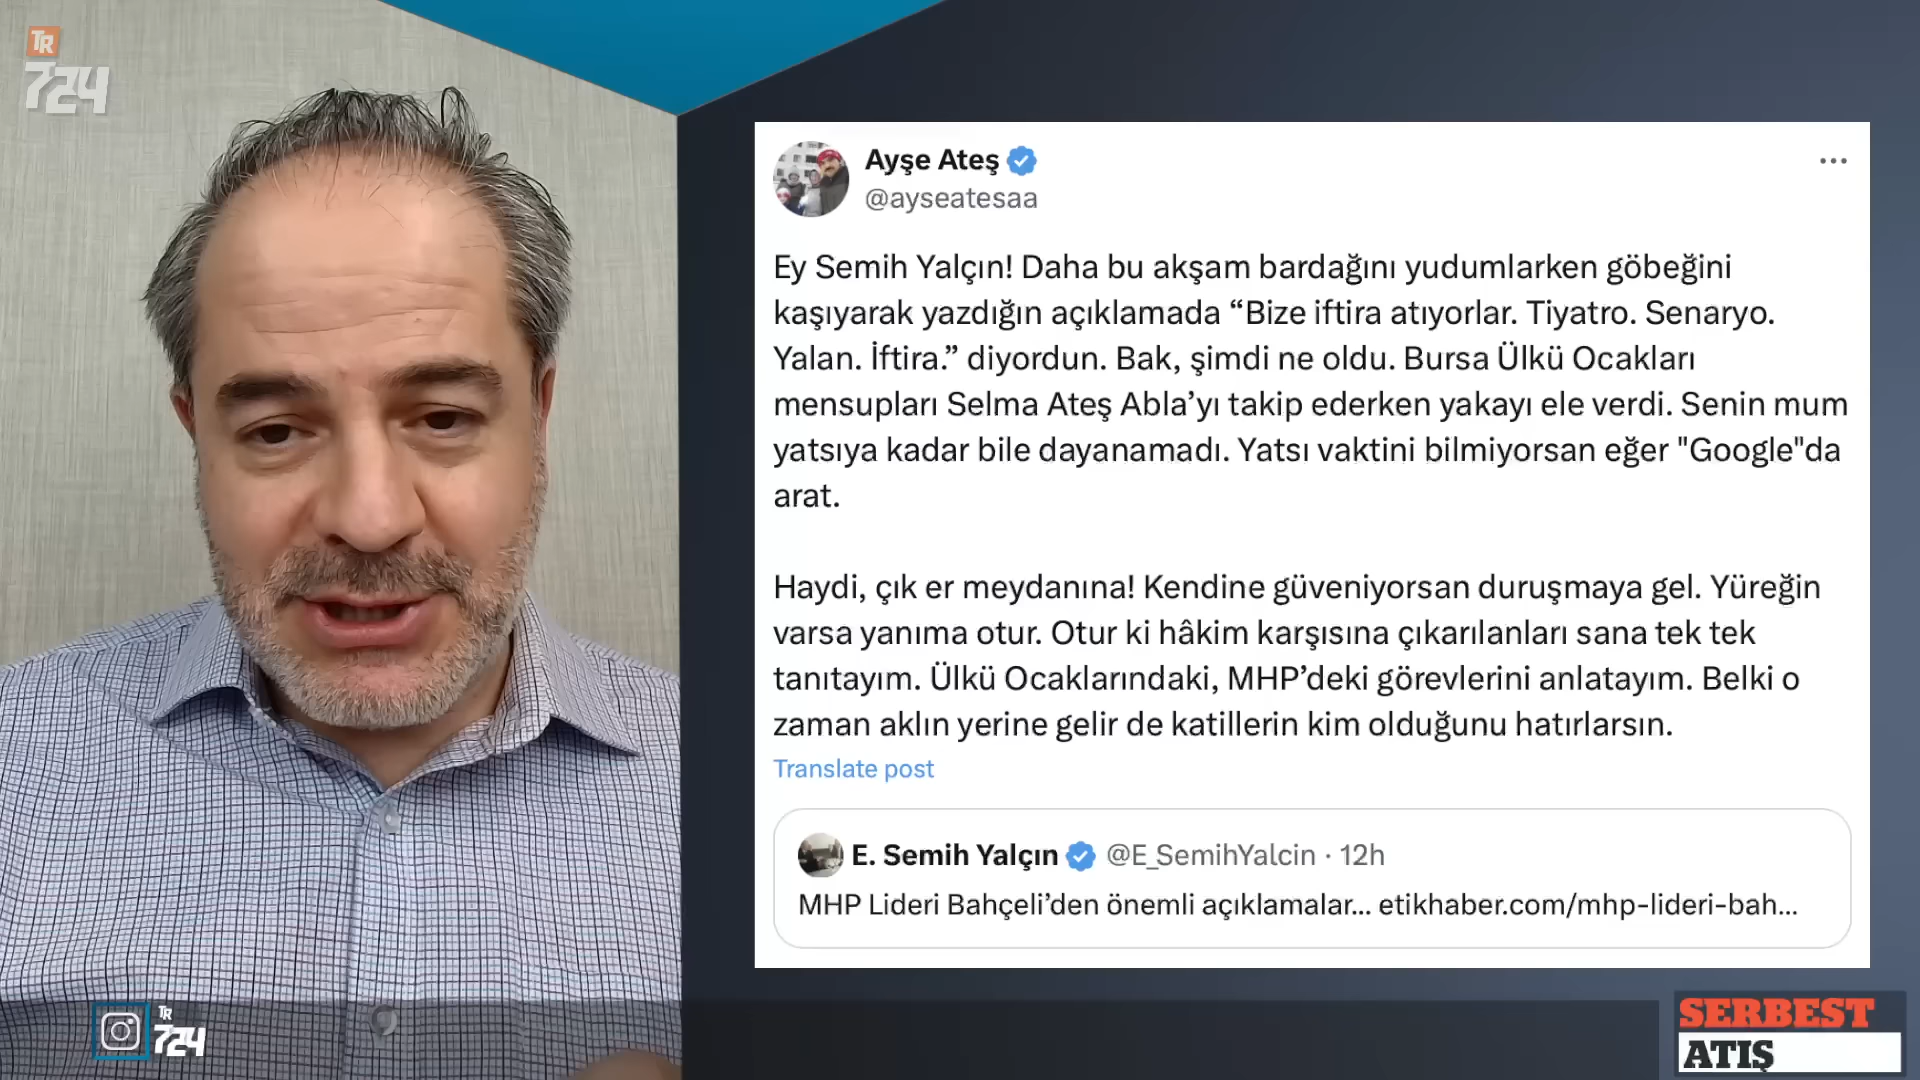 TR
724
Ayşe Ateş
@ayseatesaa
Ey Semih Yalçın! Daha bu akşam bardağını yudumlarken göbeğini
kaşıyarak yazdığın açıklamada “Bize iftira atıyorlar. Tiyatro. Senaryo.
Yalan. İftira.” diyordun. Bak, şimdi ne oldu. Bursa Ülkü Ocakları
mensupları Selma Ateş Abla’yı takip ederken yakayı ele verdi. Senin mum
yatsıya kadar bile dayanamadı. Yatsı vaktini bilmiyorsan eğer "Google"da
arat.
Haydi, çık er meydanına! Kendine güveniyorsan duruşmaya gel. Yüreğin
varsa yanıma otur. Otur ki hâkim karşısına çıkarılanları sana tek tek
tanıtayım. Ülkü Ocaklarındaki, MHP’deki görevlerini anlatayım. Belki o
zaman aklın yerine gelir de katillerin kim olduğunu hatırlarsın.
Translate post
E. Semih Yalçın @E_SemihYalcin · 12h
MHP Lideri Bahçeli’den önemli açıklamalar... etikhaber.com/mhp-lideri-bah...
TR
724
SERBEST
ATIŞ